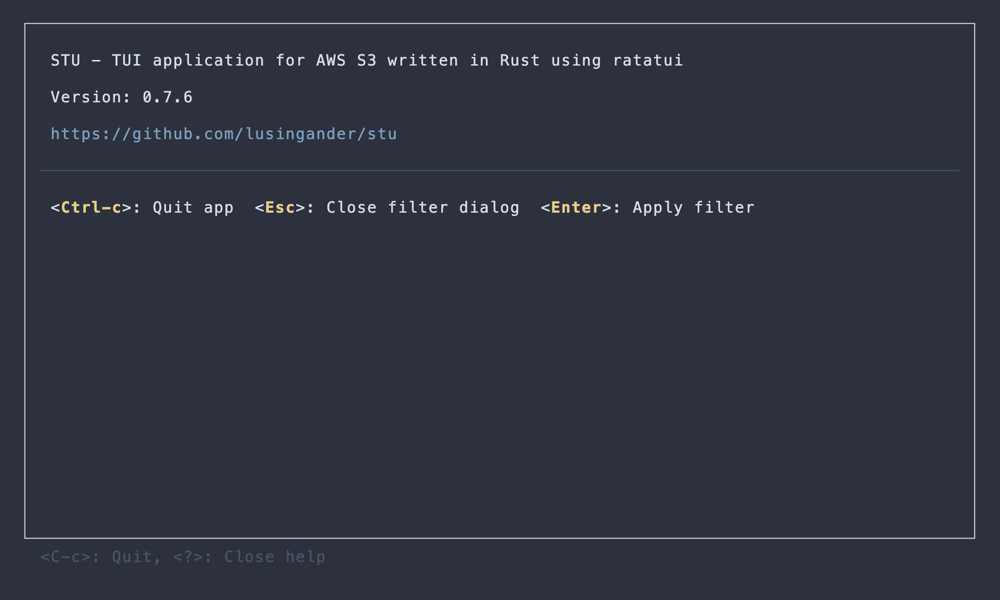 STU – TUI application for AWS S3 written in Rust using ratatui
Version: 0.7.6
https://github.com/lusingander/stu
<Ctrl-c>: Quit app  <Esc>: Close filter dialog  <Enter>: Apply filter
<C-c>: Quit, <?>: Close help